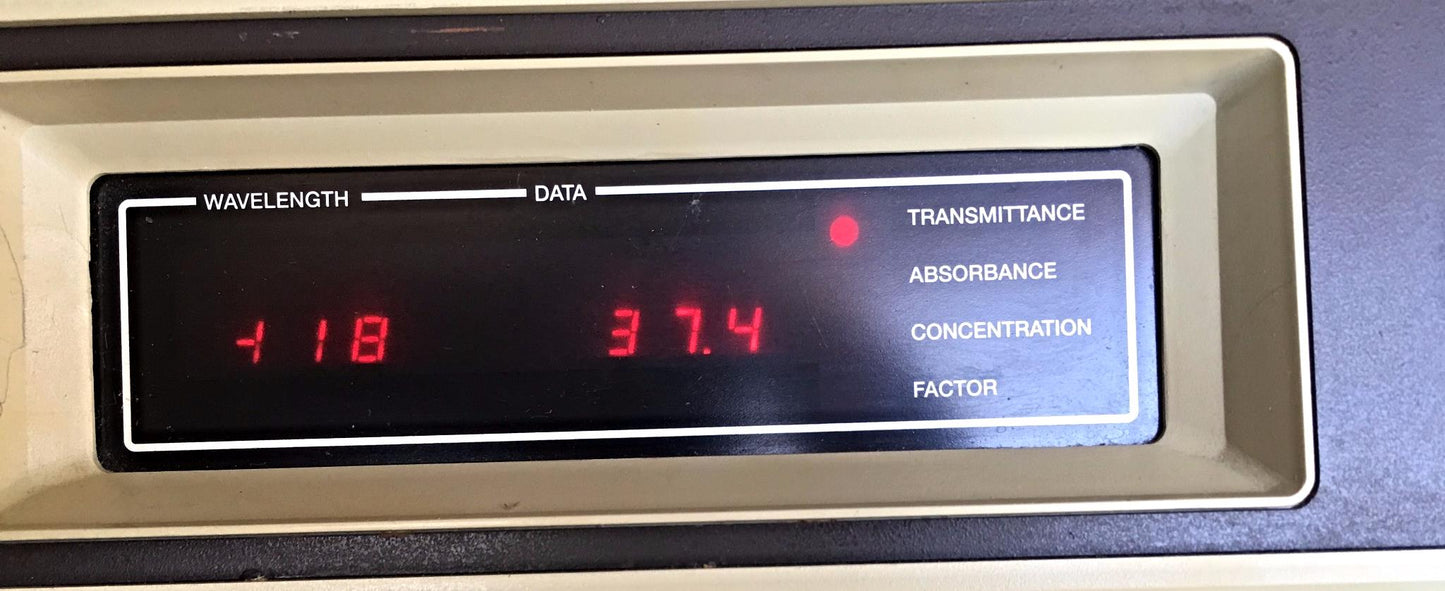 WAVELENGTH DATA
TRANSMITTANCE
ABSORBANCE
-118 37.4 CONCENTRATION
FACTOR